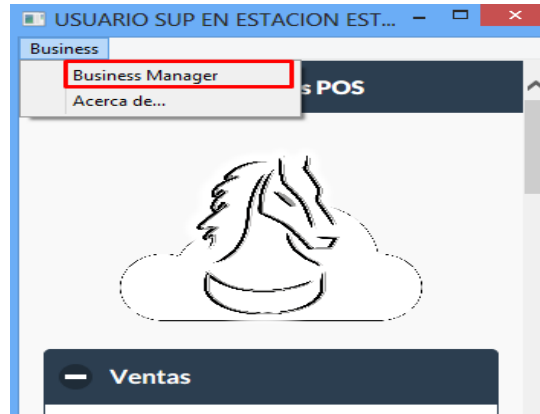 USUARIO SUP EN ESTACION EST...
Business
Business Manager
s POS
Acerca de...
Ventas